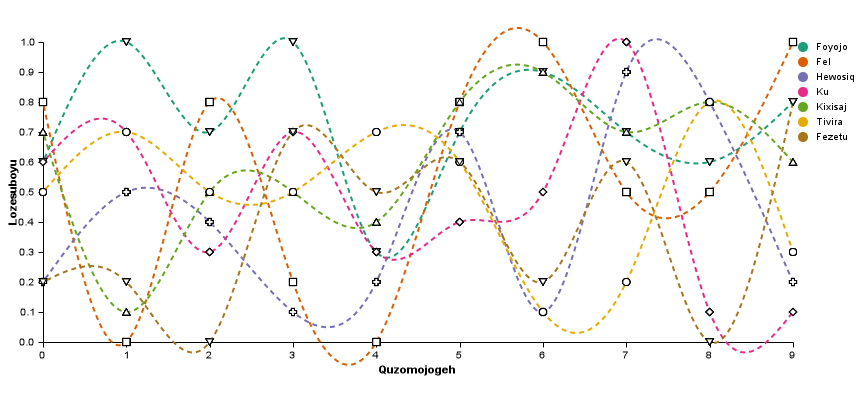 1.0
0.9
0.8
0.7
0.6
0.5
0.4
0.3
0.2
0.1
0.0
Lozesuboyu
0 1 2 3 4 5 6 7 8 9
Quzomojogeh
Foyojo
Fel
Hewosiq
Ku
Kixisaj
Tivira
Fezetu